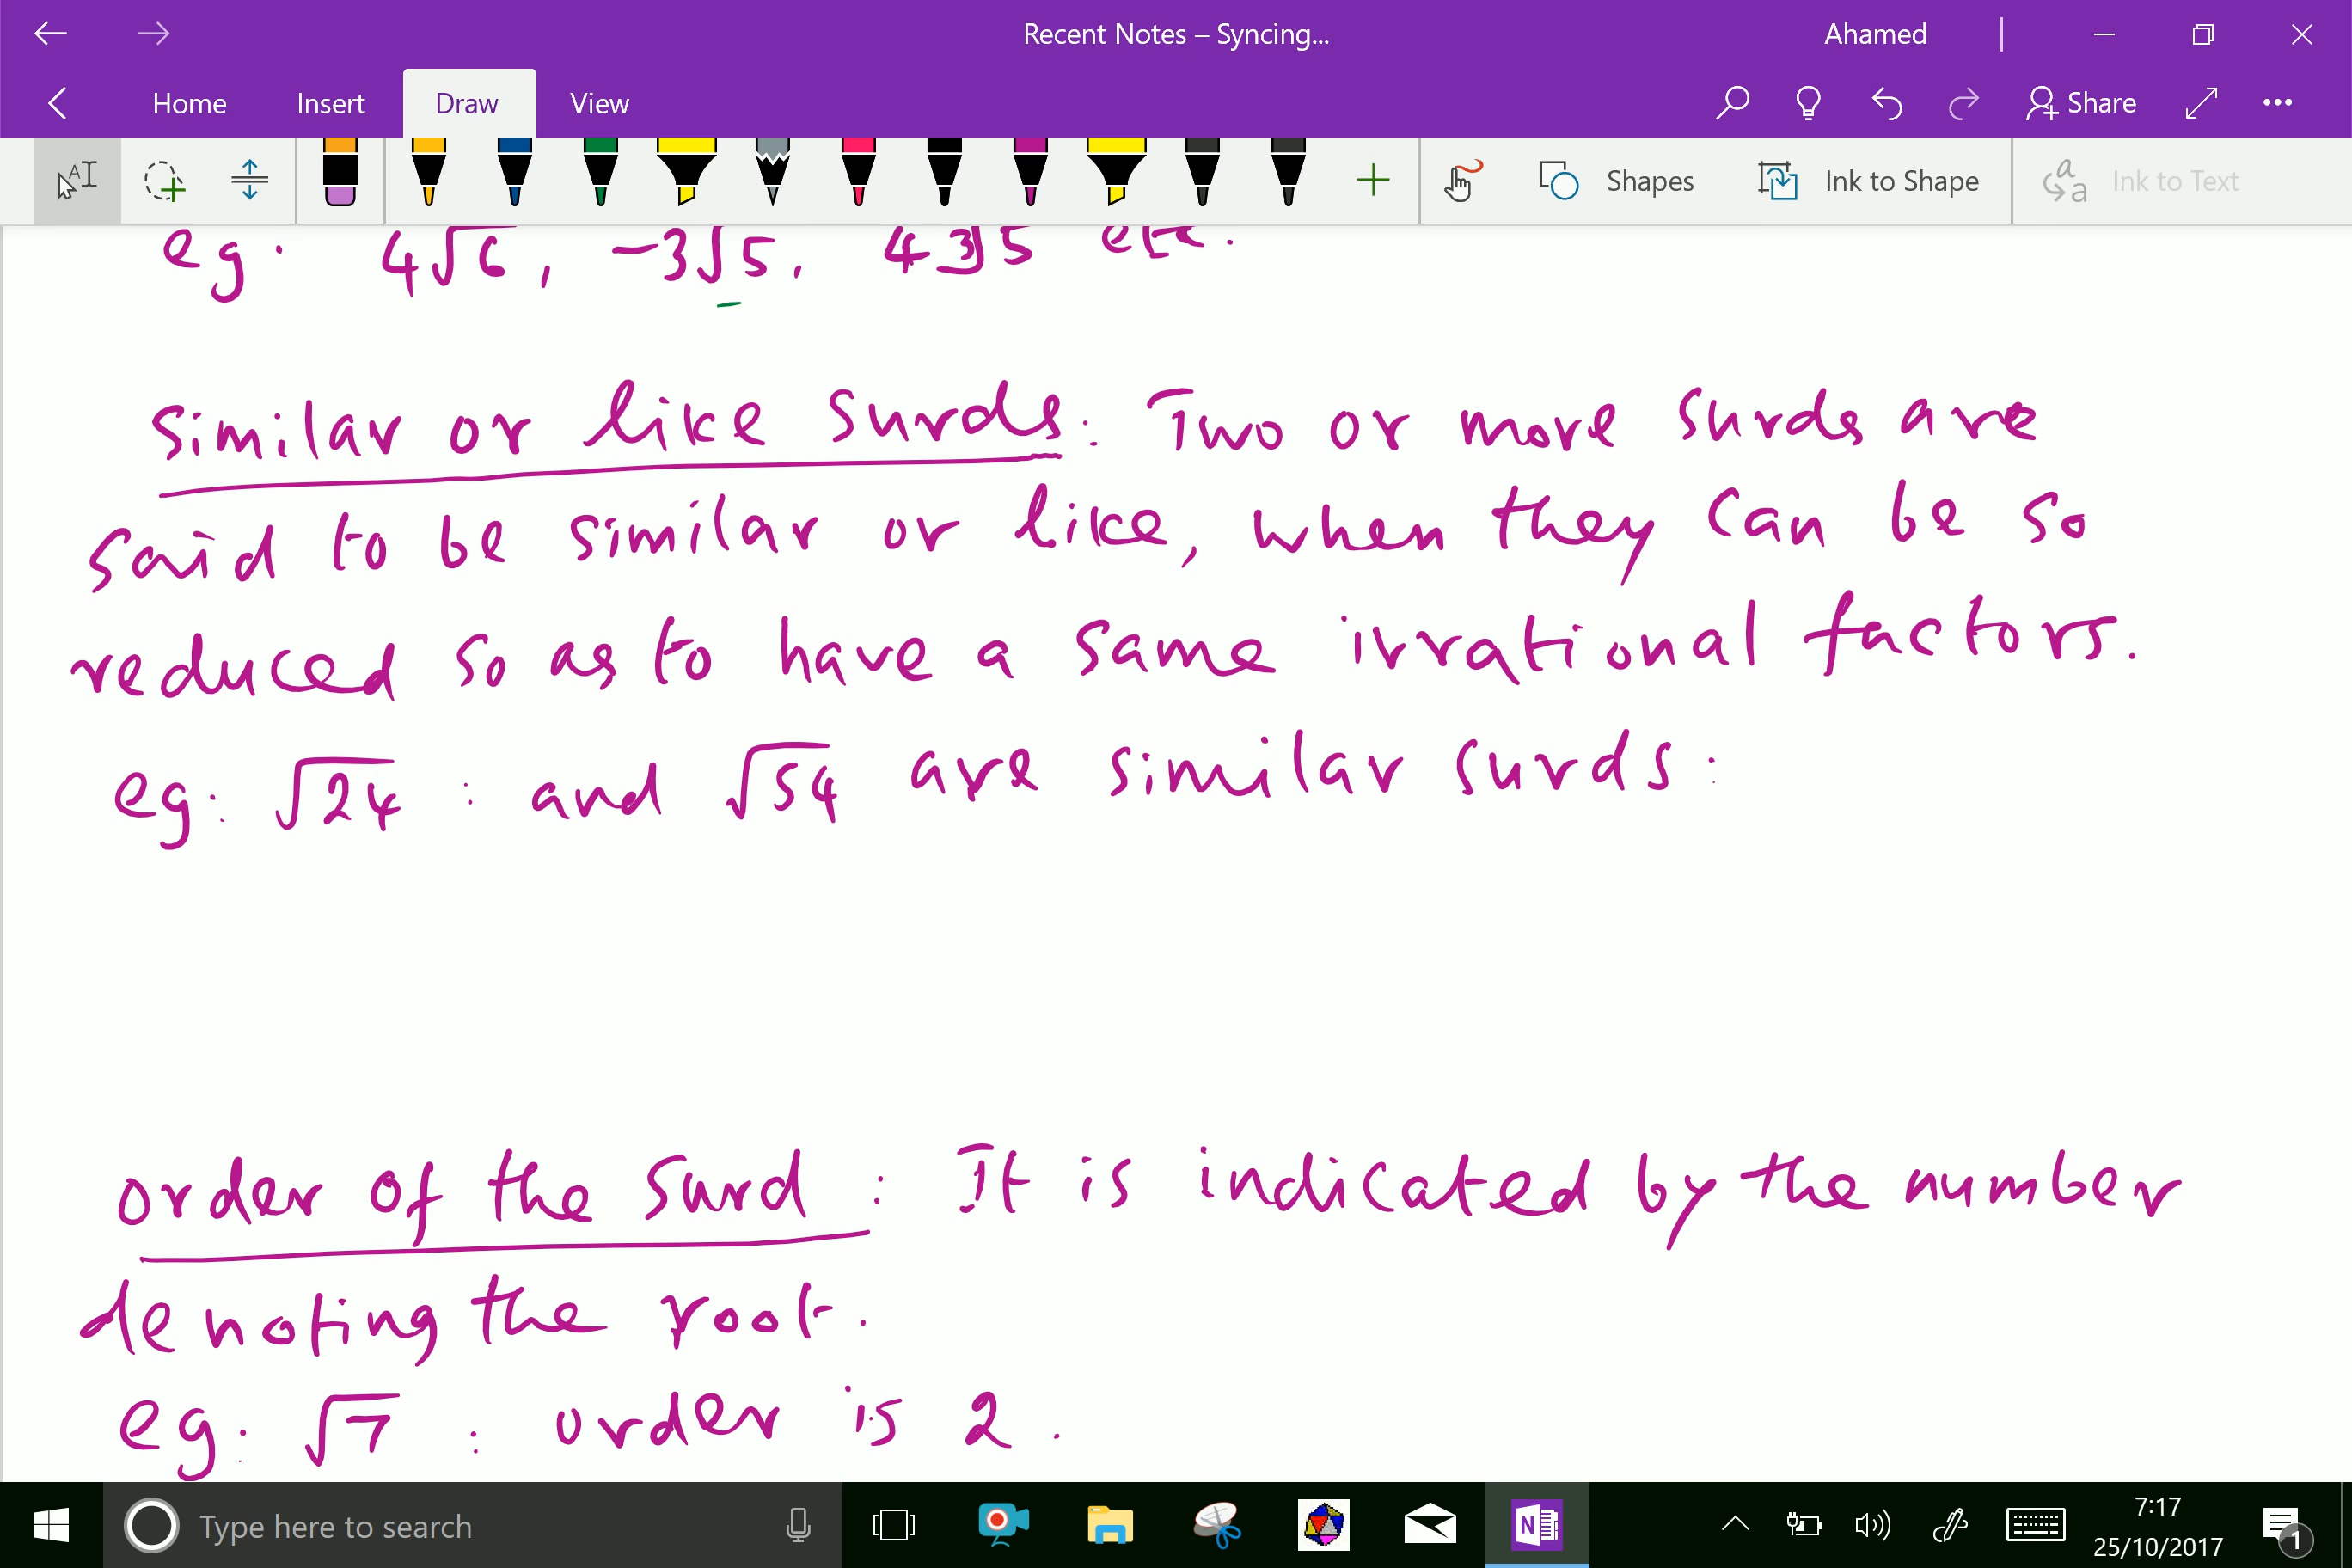 Recent Notes – Syncing...
Ahamed
Home Insert Draw View
Share
Shapes Ink to Shape Ink to Text
eg: 4√6, -3√5, 4∛5 etc.
Similar or like surds: Two or more surds are
said to be similar or like, when they can be so
reduced so as to have a same irrational factors.
eg: √24 : and √54 are similar surds:
order of the surd : It is indicated by the number
denoting the root.
eg: √7 : order is 2.
Type here to search
N
7:17
25/10/2017
1